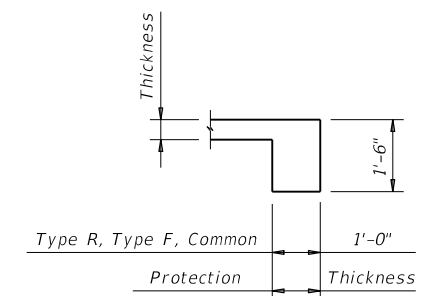 Thickness
1'-6"
Type R, Type F, Common 1'-0"
Protection Thickness